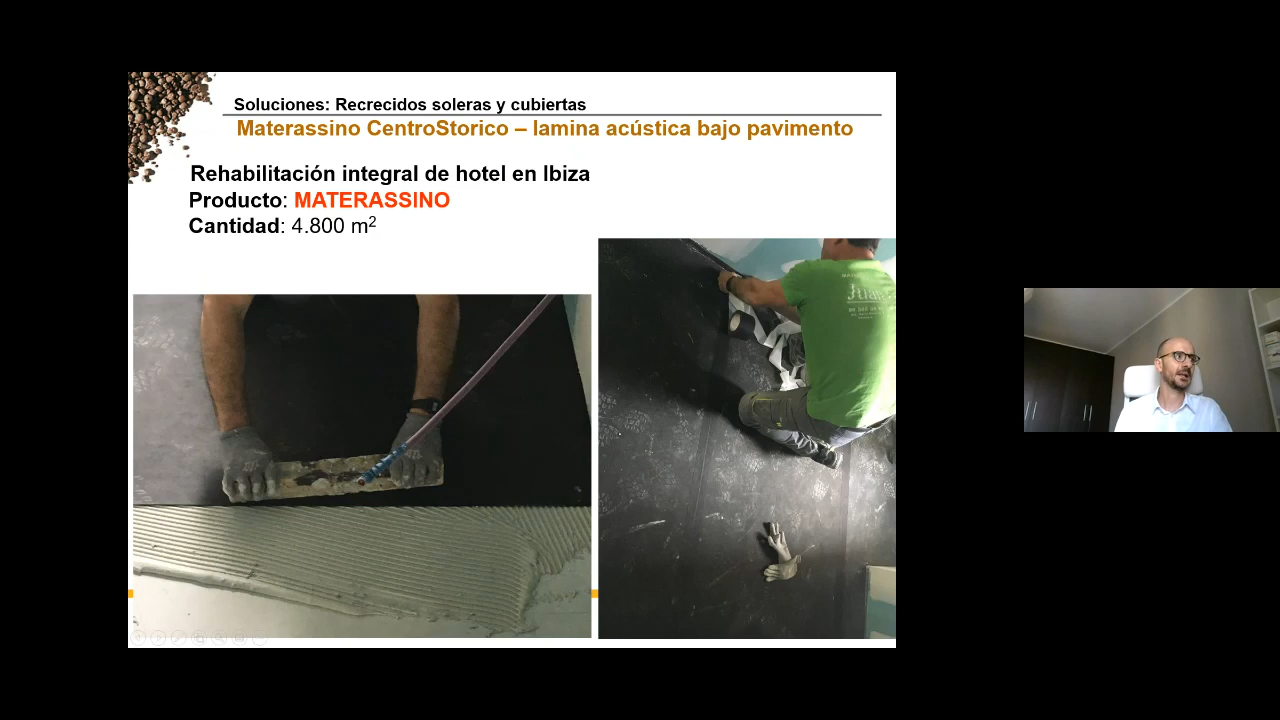 Soluciones: Recrecidos soleras y cubiertas
Materassino CentroStorico – lamina acústica bajo pavimento
Rehabilitación integral de hotel en Ibiza
Producto: MATERASSINO
Cantidad: 4.800 m²